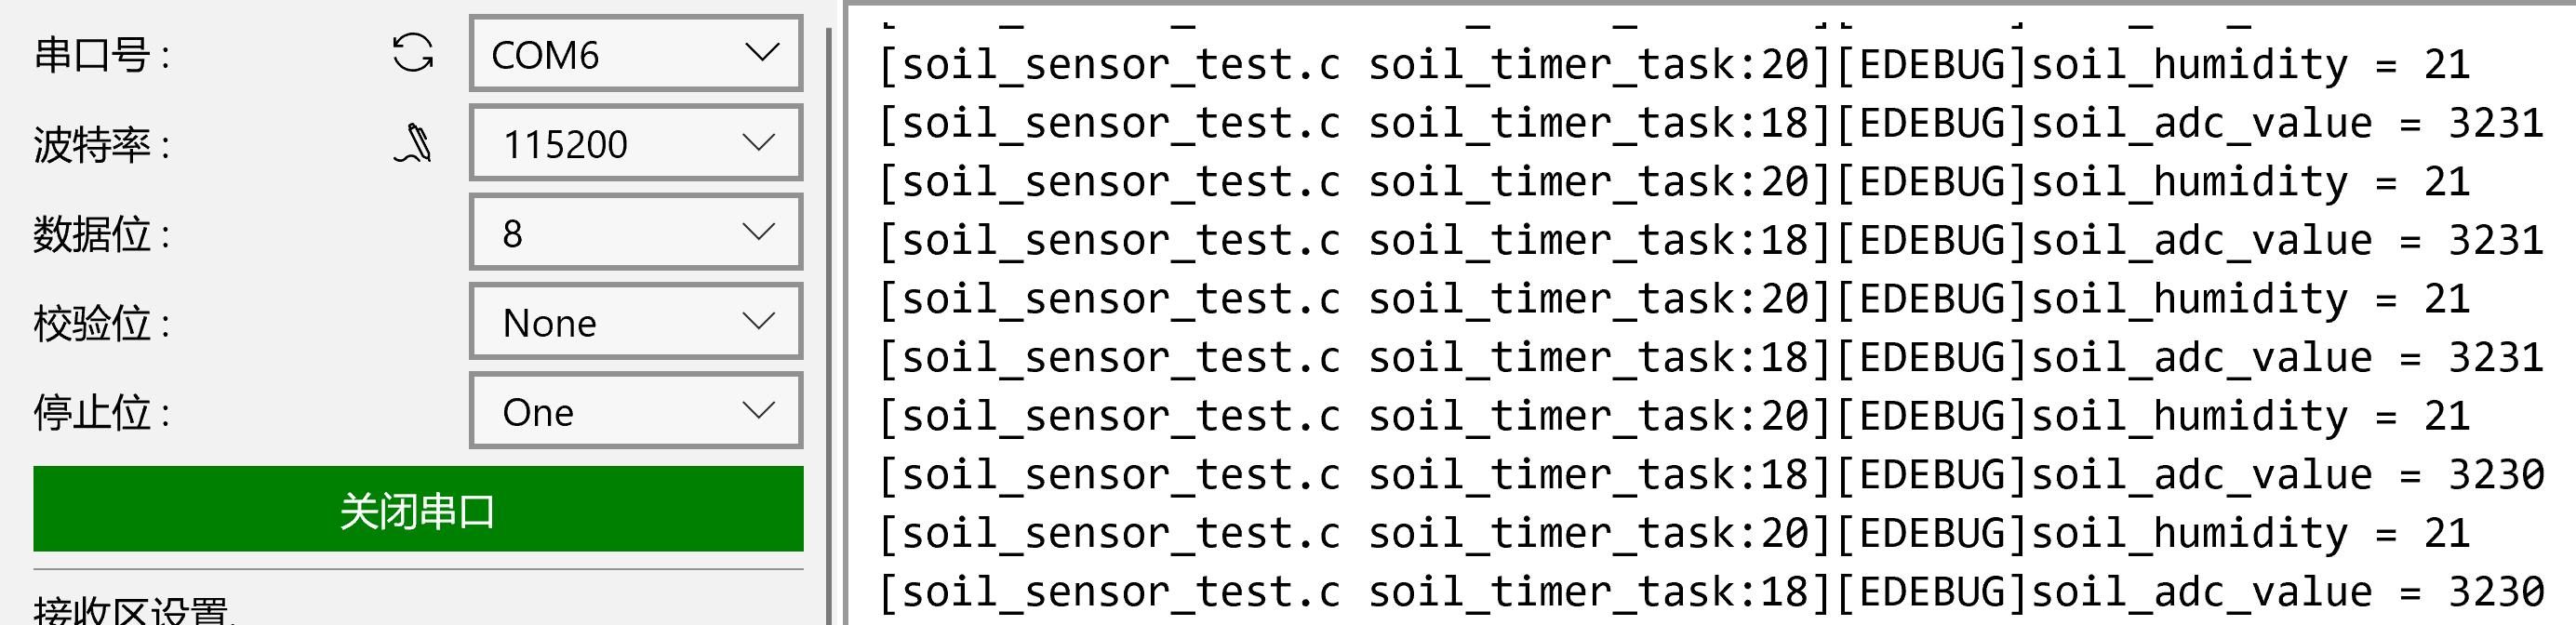 串口号 :
COM6
波特率 :
115200
数据位 :
8
校验位 :
None
停止位 :
One
关闭串口
接收区设置
[soil_sensor_test.c soil_timer_task:20][EDEBUG]soil_humidity = 21
[soil_sensor_test.c soil_timer_task:18][EDEBUG]soil_adc_value = 3231
[soil_sensor_test.c soil_timer_task:20][EDEBUG]soil_humidity = 21
[soil_sensor_test.c soil_timer_task:18][EDEBUG]soil_adc_value = 3231
[soil_sensor_test.c soil_timer_task:20][EDEBUG]soil_humidity = 21
[soil_sensor_test.c soil_timer_task:18][EDEBUG]soil_adc_value = 3231
[soil_sensor_test.c soil_timer_task:20][EDEBUG]soil_humidity = 21
[soil_sensor_test.c soil_timer_task:18][EDEBUG]soil_adc_value = 3230
[soil_sensor_test.c soil_timer_task:20][EDEBUG]soil_humidity = 21
[soil_sensor_test.c soil_timer_task:18][EDEBUG]soil_adc_value = 3230